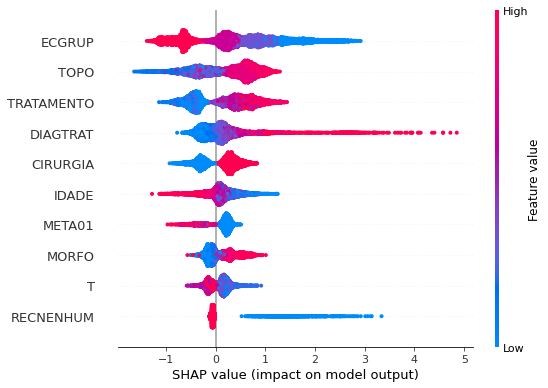 High
ECGRUP
TOPO
TRATAMENTO
DIAGTRAT
CIRURGIA
IDADE
META01
MORFO
T
RECNENHUM
Feature value
Low
−1 0 1 2 3 4 5
SHAP value (impact on model output)